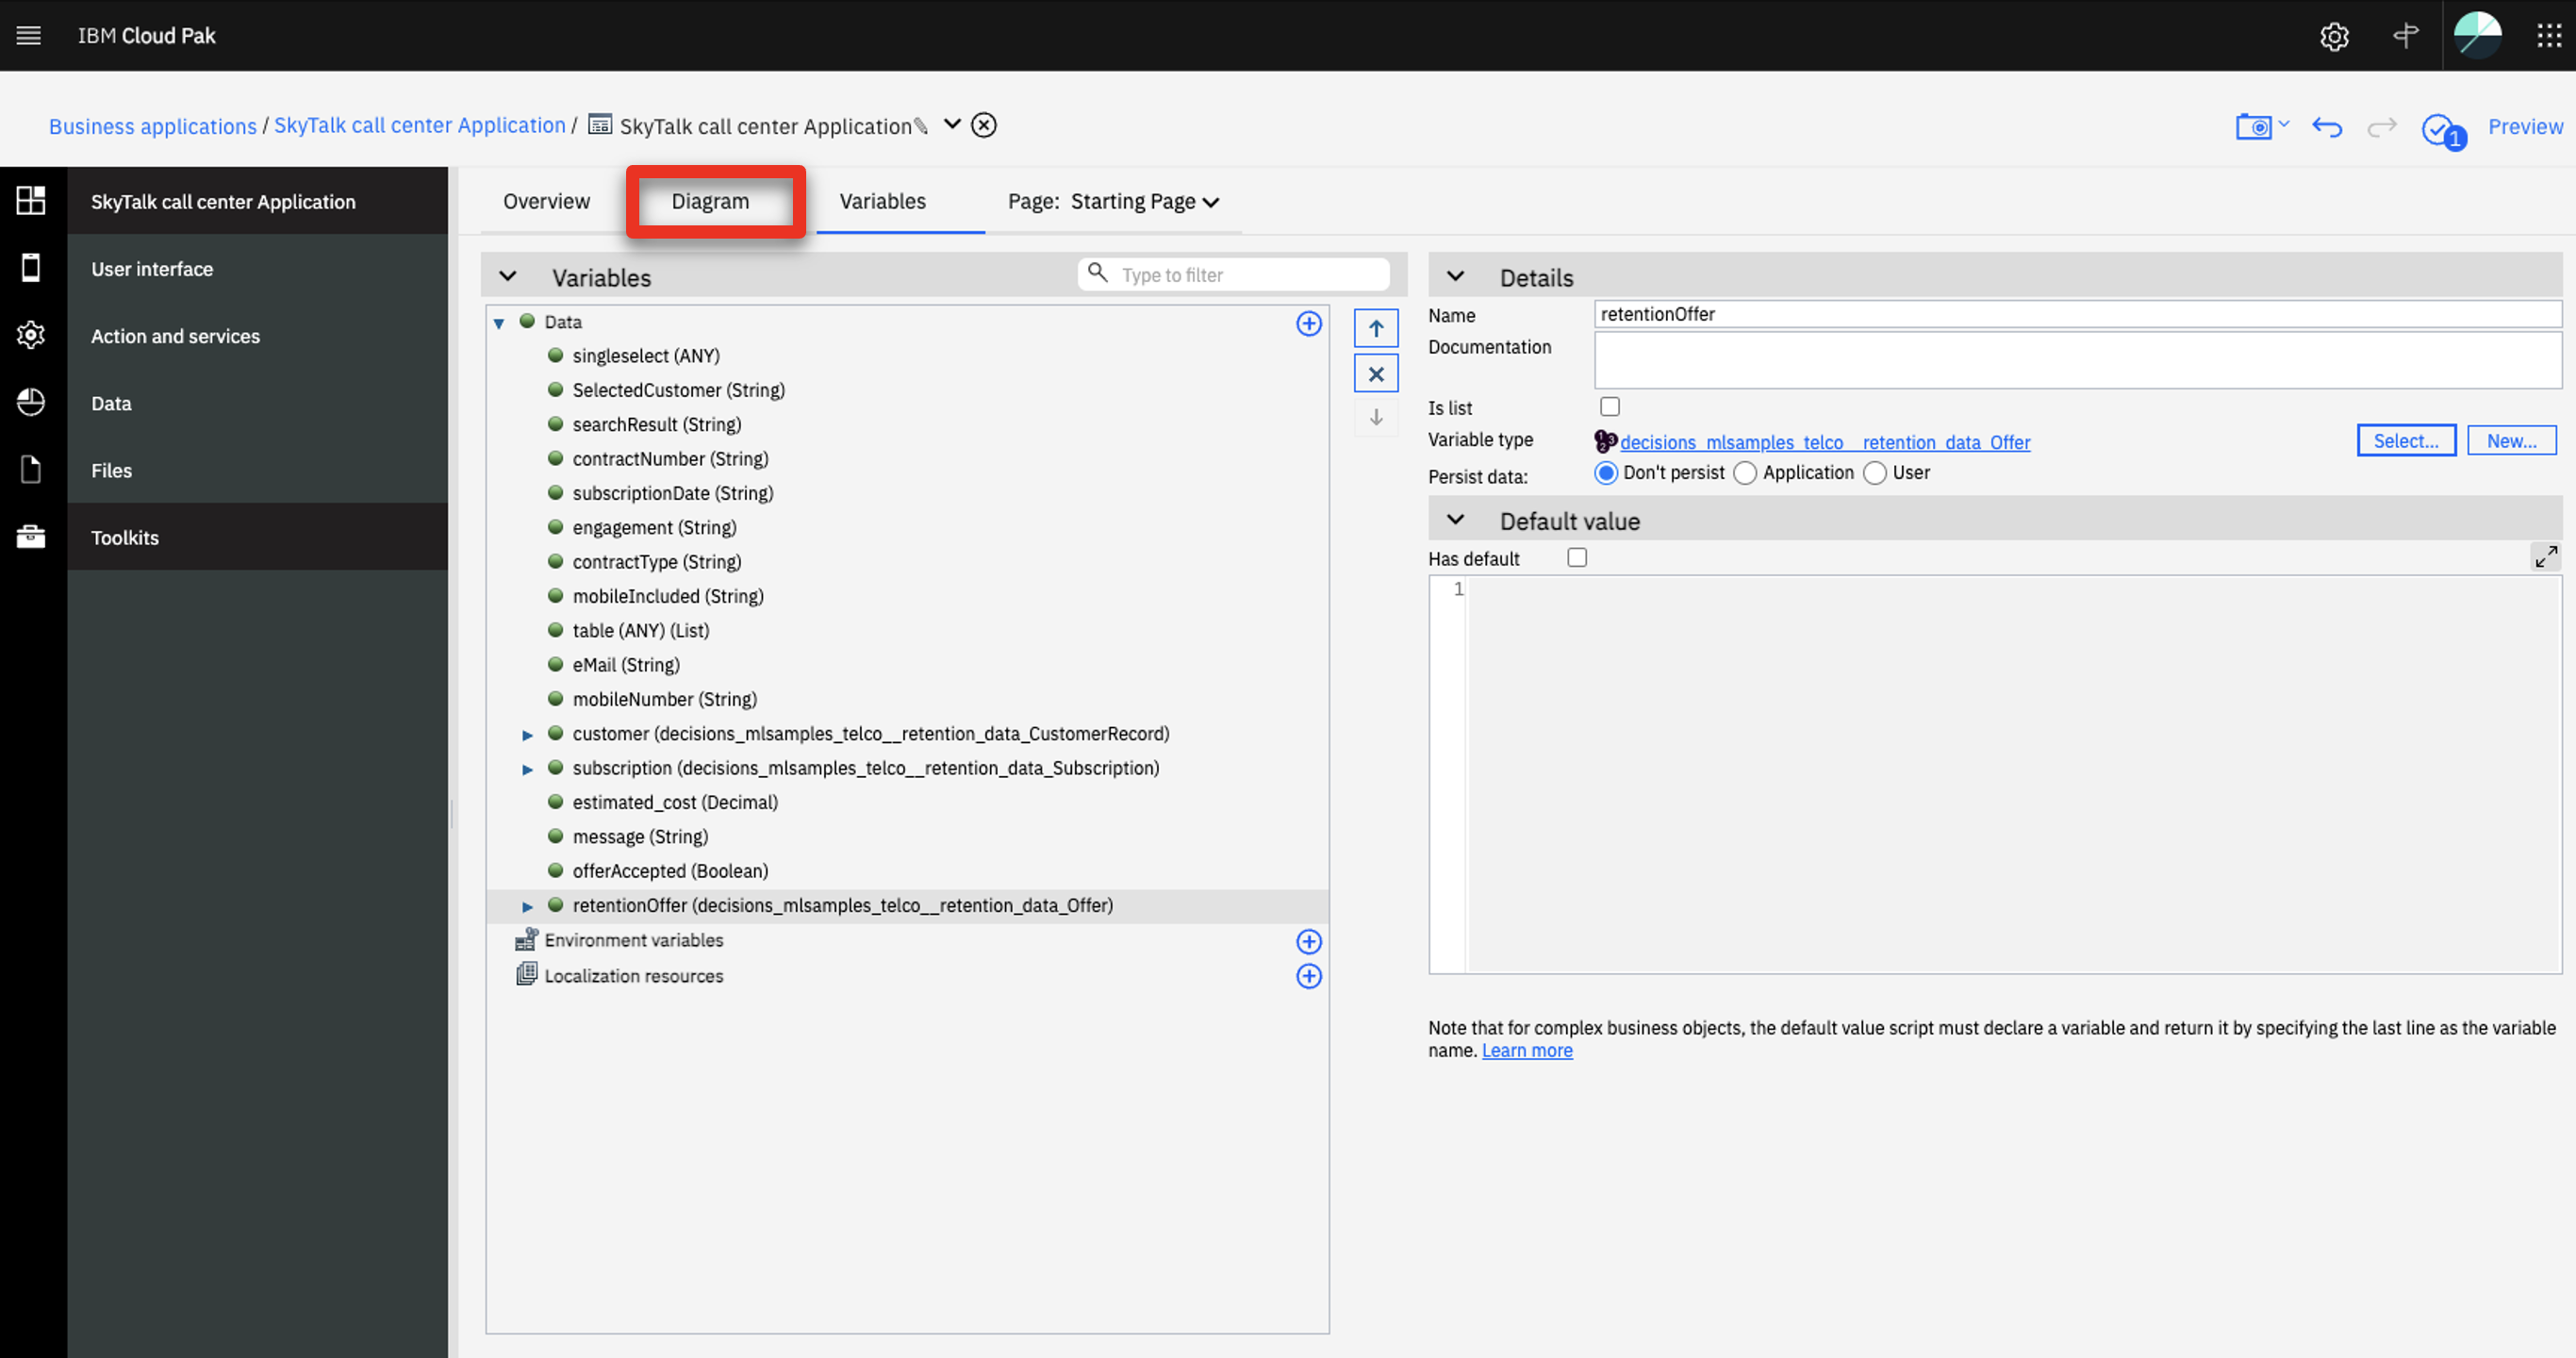 IBM Cloud Pak
Business applications / SkyTalk call center Application / SkyTalk call center Application
1
Preview
SkyTalk call center Application
User interface
Action and services
Data
Files
Toolkits
Overview
Diagram
Variables
Page: Starting Page
Variables
Type to filter
Data
singleselect (ANY)
SelectedCustomer (String)
searchResult (String)
contractNumber (String)
subscriptionDate (String)
engagement (String)
contractType (String)
mobileIncluded (String)
table (ANY) (List)
eMail (String)
mobileNumber (String)
customer (decisions_mlsamples_telco__retention_data_CustomerRecord)
subscription (decisions_mlsamples_telco__retention_data_Subscription)
estimated_cost (Decimal)
message (String)
offerAccepted (Boolean)
retentionOffer (decisions_mlsamples_telco__retention_data_Offer)
Environment variables
Localization resources
Details
Name
retentionOffer
Documentation
Is list
Variable type
decisions_mlsamples_telco__retention_data_Offer
Select...
New...
Persist data:
Don't persist
Application
User
Default value
Has default
1
Note that for complex business objects, the default value script must declare a variable and return it by specifying the last line as the variable
name. Learn more